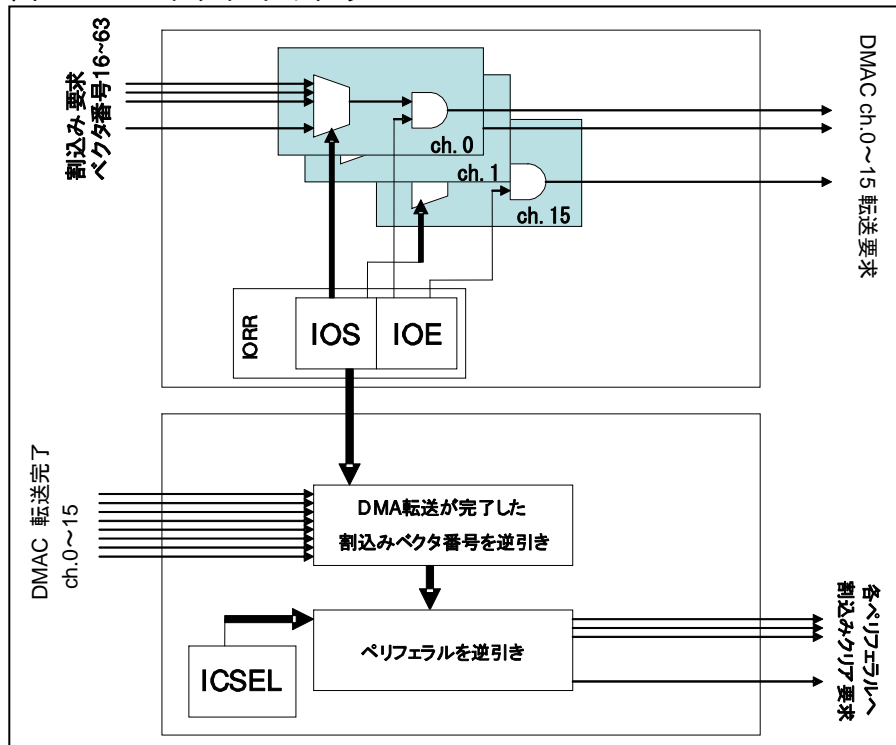 割込み要求
ベクタ番号16~63
ch. 0
ch. 1
ch. 15
DMAC ch.0～15 転送要求
IORR
IOS
IOE
DMAC 転送完了
ch.0～15
DMA転送が完了した
割込みベクタ番号を逆引き
ICSEL
ペリフェラルを逆引き
各ペリフェラルへ
割込みクリア要求